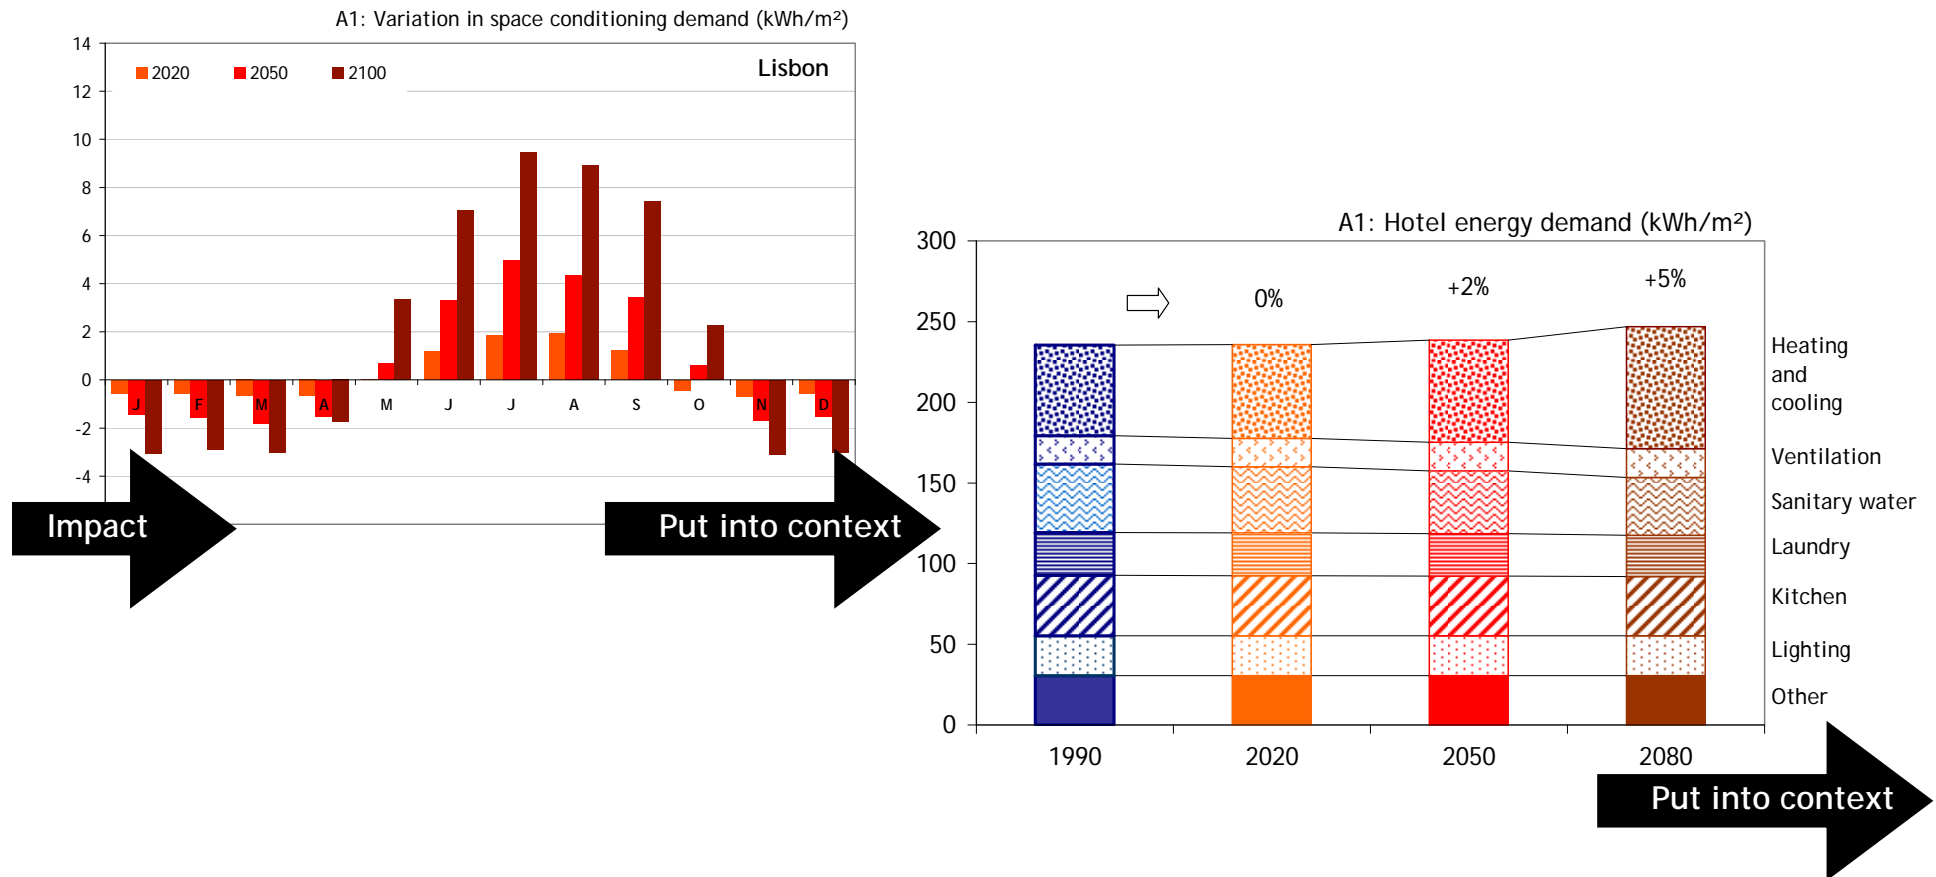 A1: Variation in space conditioning demand (kWh/m²)
14
2020 2050 2100
Lisbon
12
10
8
6
4
2
0
J F M A M J J A S O N D
-2
-4
Impact
Put into context
A1: Hotel energy demand (kWh/m²)
300
0% +2% +5%
250
Heating
and
cooling
200
Ventilation
150
Sanitary water
Laundry
100
Kitchen
50
Lighting
Other
0
1990 2020 2050 2080
Put into context